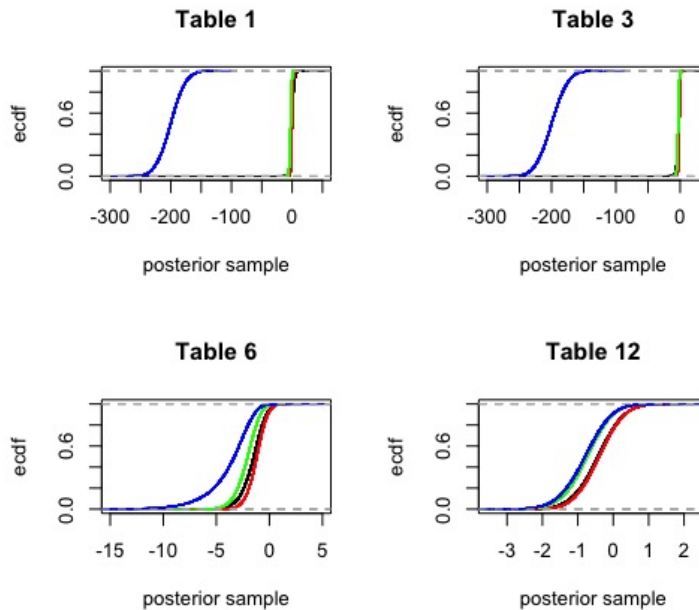 Table 1
ecdf
0.0 0.6
-300 -200 -100 0
posterior sample
Table 3
ecdf
0.0 0.6
-300 -200 -100 0
posterior sample
Table 6
ecdf
0.0 0.6
-15 -10 -5 0 5
posterior sample
Table 12
ecdf
0.0 0.6
-3 -2 -1 0 1 2
posterior sample